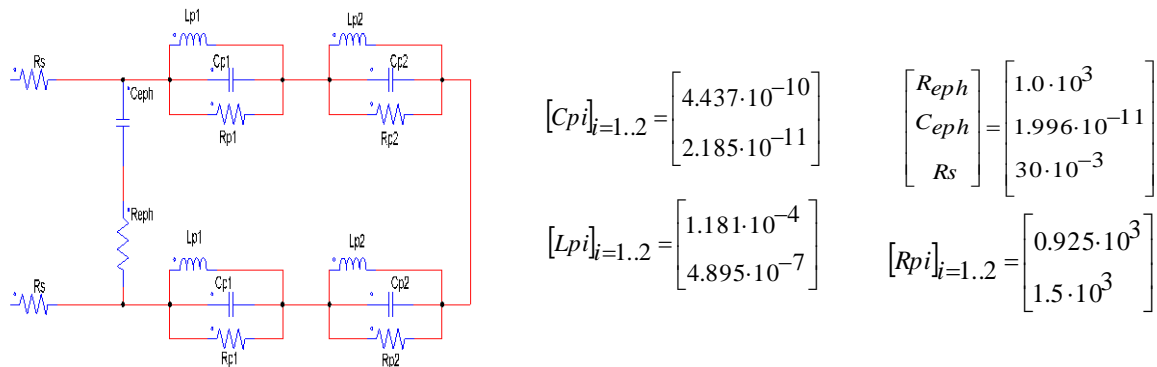 Lp1
Lp2
Rs
Cp1
Cp2
Ceph
Rp1
Rp2
Reph
Lp1
Lp2
Rs
Cp1
Cp2
Rp1
Rp2
[Cpi]i=1..2 = [4.437·10^-10
2.185·10^-11]
[Lpi]i=1..2 = [1.181·10^-4
4.895·10^-7]
[Reph
Ceph
Rs] = [1.0·10^3
1.996·10^-11
30·10^-3]
[Rpi]i=1..2 = [0.925·10^3
1.5·10^3]